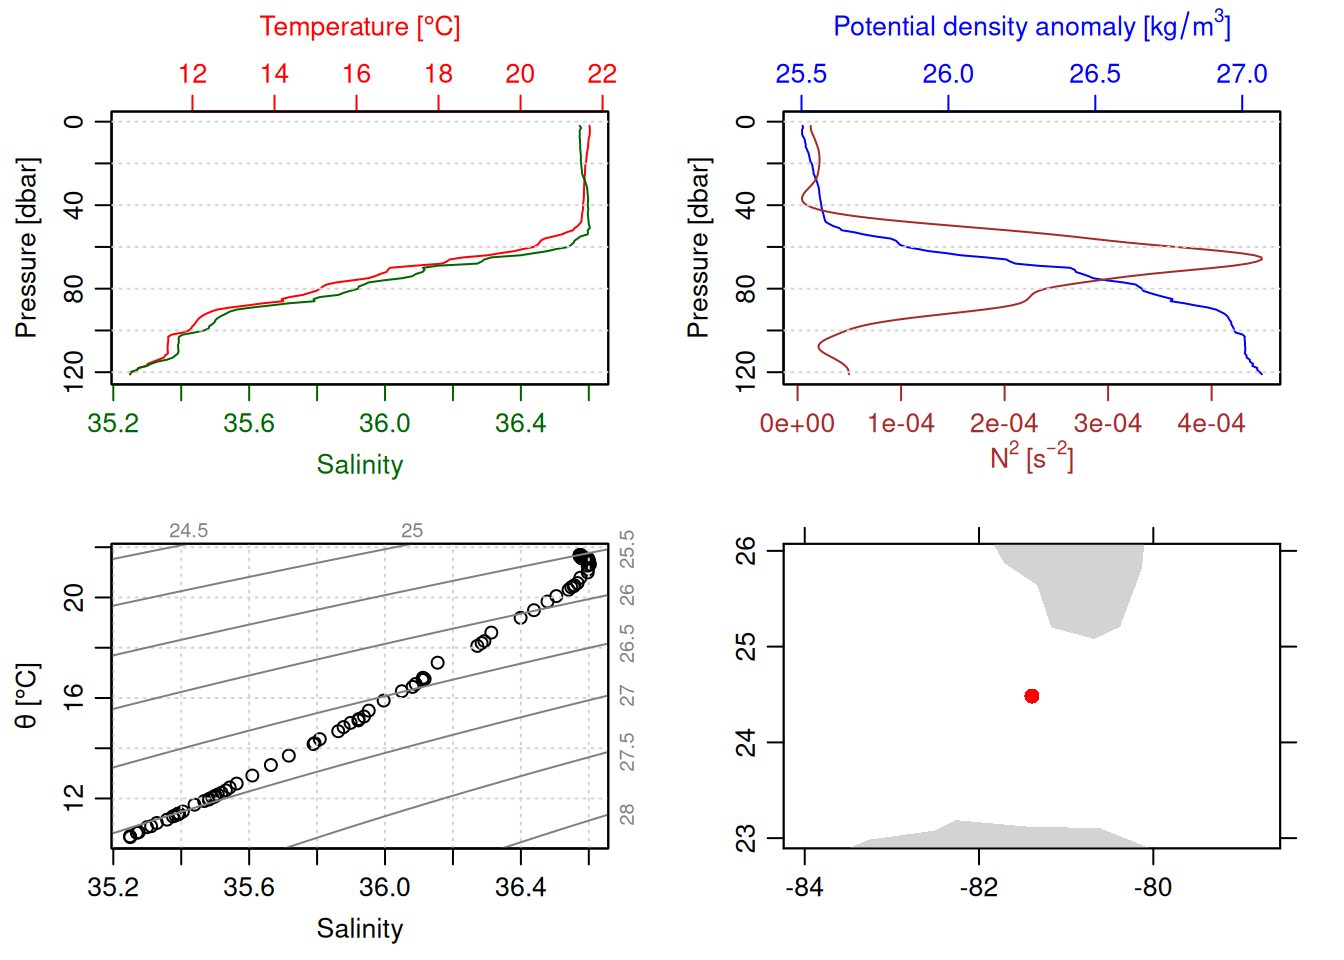 Temperature [°C]
12 14 16 18 20 22
Pressure [dbar]
0
40
80
120
35.2 35.6 36.0 36.4
Salinity
Potential density anomaly [kg/m³]
25.5 26.0 26.5 27.0
Pressure [dbar]
0
40
80
120
0e+00 1e-04 2e-04 3e-04 4e-04
N² [s⁻²]
24.5 25
25.5
26
26.5
27
27.5
28
θ [°C]
20
16
12
35.2 35.6 36.0 36.4
Salinity
26
25
24
23
-84 -82 -80